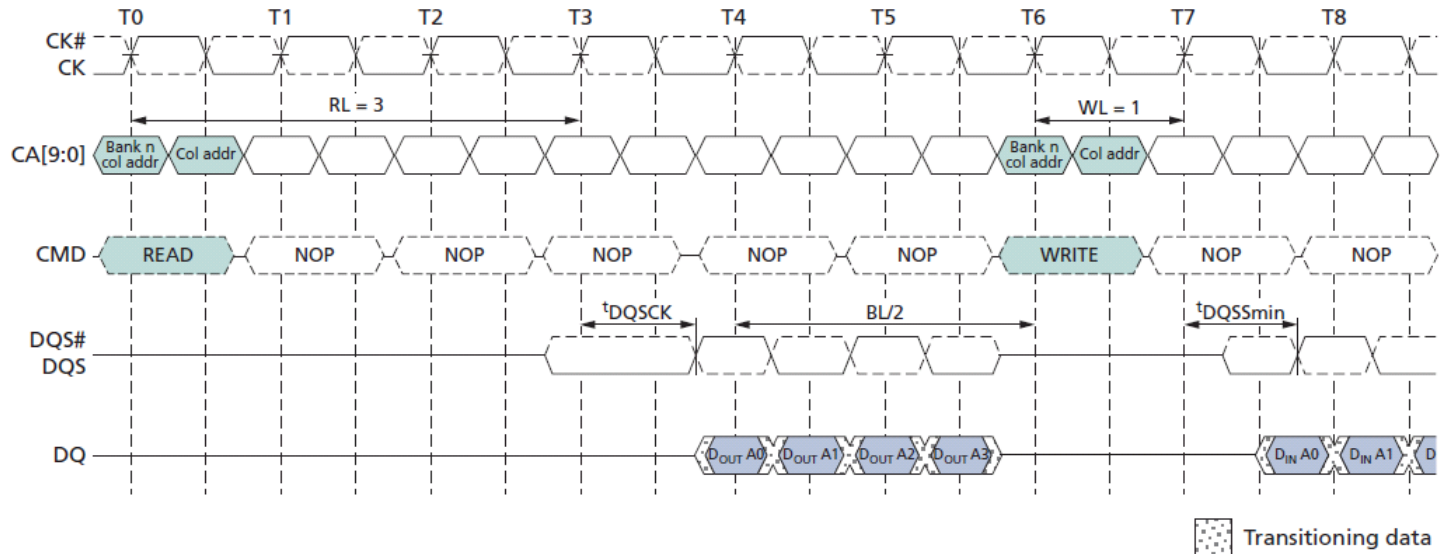 T0 T1 T2 T3 T4 T5 T6 T7 T8
CK#
CK
RL = 3 WL = 1
CA[9:0] Bank n col addr Col addr Bank n col addr Col addr
CMD READ NOP NOP NOP NOP NOP WRITE NOP NOP
tDQSCK BL/2 tDQSSmin
DQS#
DQS
DQ DOUT A0 DOUT A1 DOUT A2 DOUT A3 DIN A0 DIN A1 D
Transitioning data